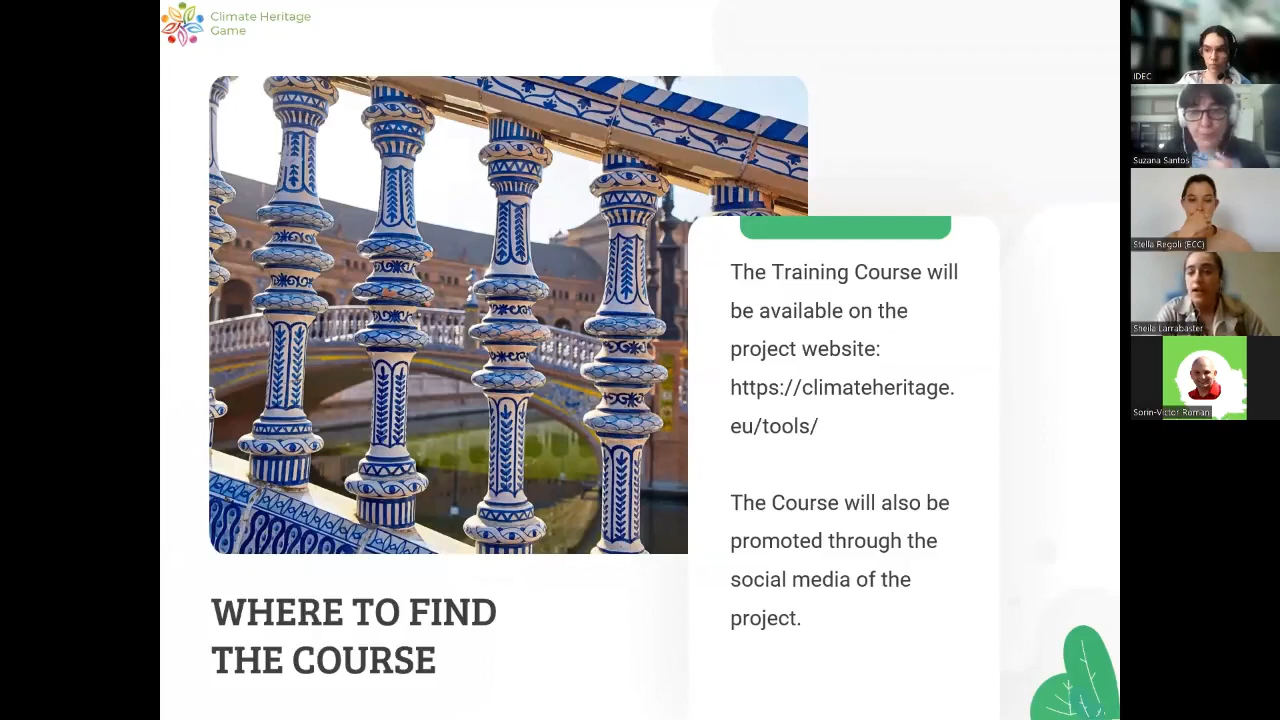 Climate Heritage
Game
The Training Course will
be available on the
project website:
https://climateheritage.
eu/tools/
The Course will also be
promoted through the
social media of the
project.
WHERE TO FIND
THE COURSE
IDEC
Suzana Santos
Stella Regoli (ECC)
Sheila Larrabaster
Sorin-Victor Roman